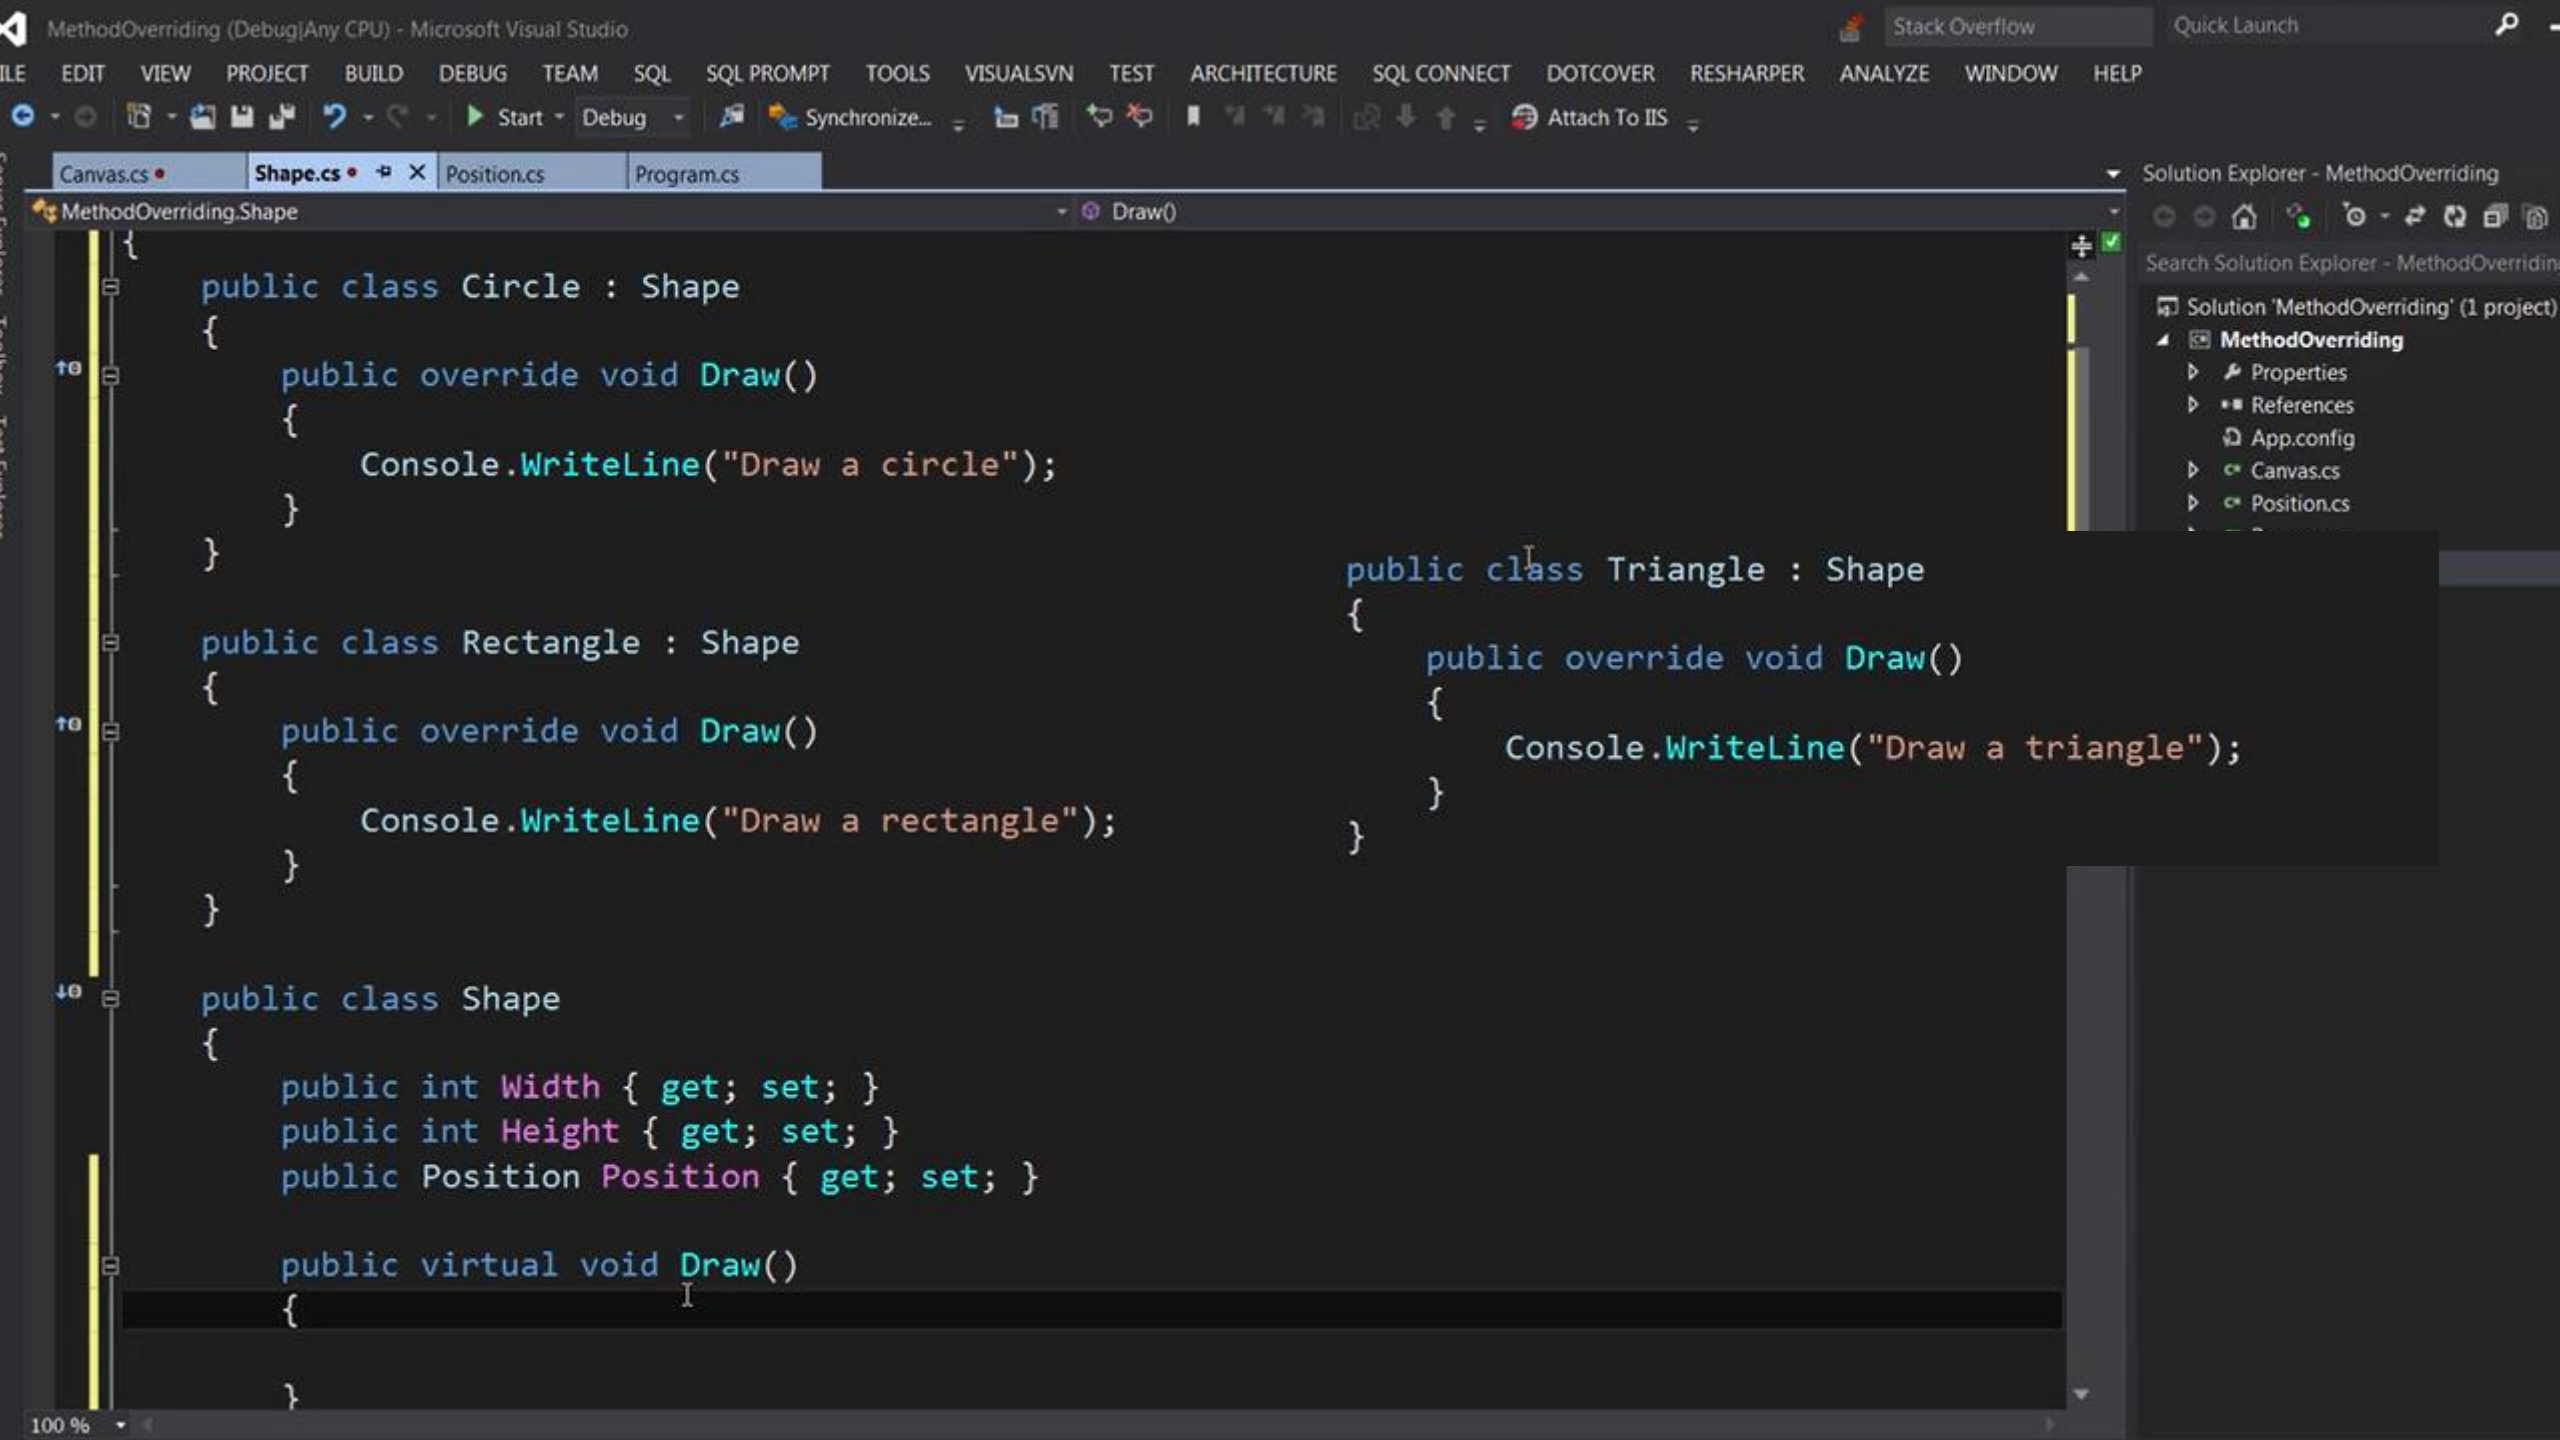 MethodOverriding (Debug|Any CPU) - Microsoft Visual Studio
Stack Overflow
Quick Launch
ILE EDIT VIEW PROJECT BUILD DEBUG TEAM SQL SQL PROMPT TOOLS VISUALSVN TEST ARCHITECTURE SQL CONNECT DOTCOVER RESHARPER ANALYZE WINDOW HELP
Start Debug Synchronize... Attach To IIS
Canvas.cs Shape.cs Position.cs Program.cs
MethodOverriding.Shape
Draw()
{
public class Circle : Shape
{
public override void Draw()
{
Console.WriteLine("Draw a circle");
}
}
public class Rectangle : Shape
{
public override void Draw()
{
Console.WriteLine("Draw a rectangle");
}
}
public class Shape
{
public int Width { get; set; }
public int Height { get; set; }
public Position Position { get; set; }
public virtual void Draw()
{
}
100 %
public class Triangle : Shape
{
public override void Draw()
{
Console.WriteLine("Draw a triangle");
}
}
Solution Explorer - MethodOverriding
Search Solution Explorer - MethodOverridin
Solution 'MethodOverriding' (1 project)
MethodOverriding
Properties
References
App.config
Canvas.cs
Position.cs